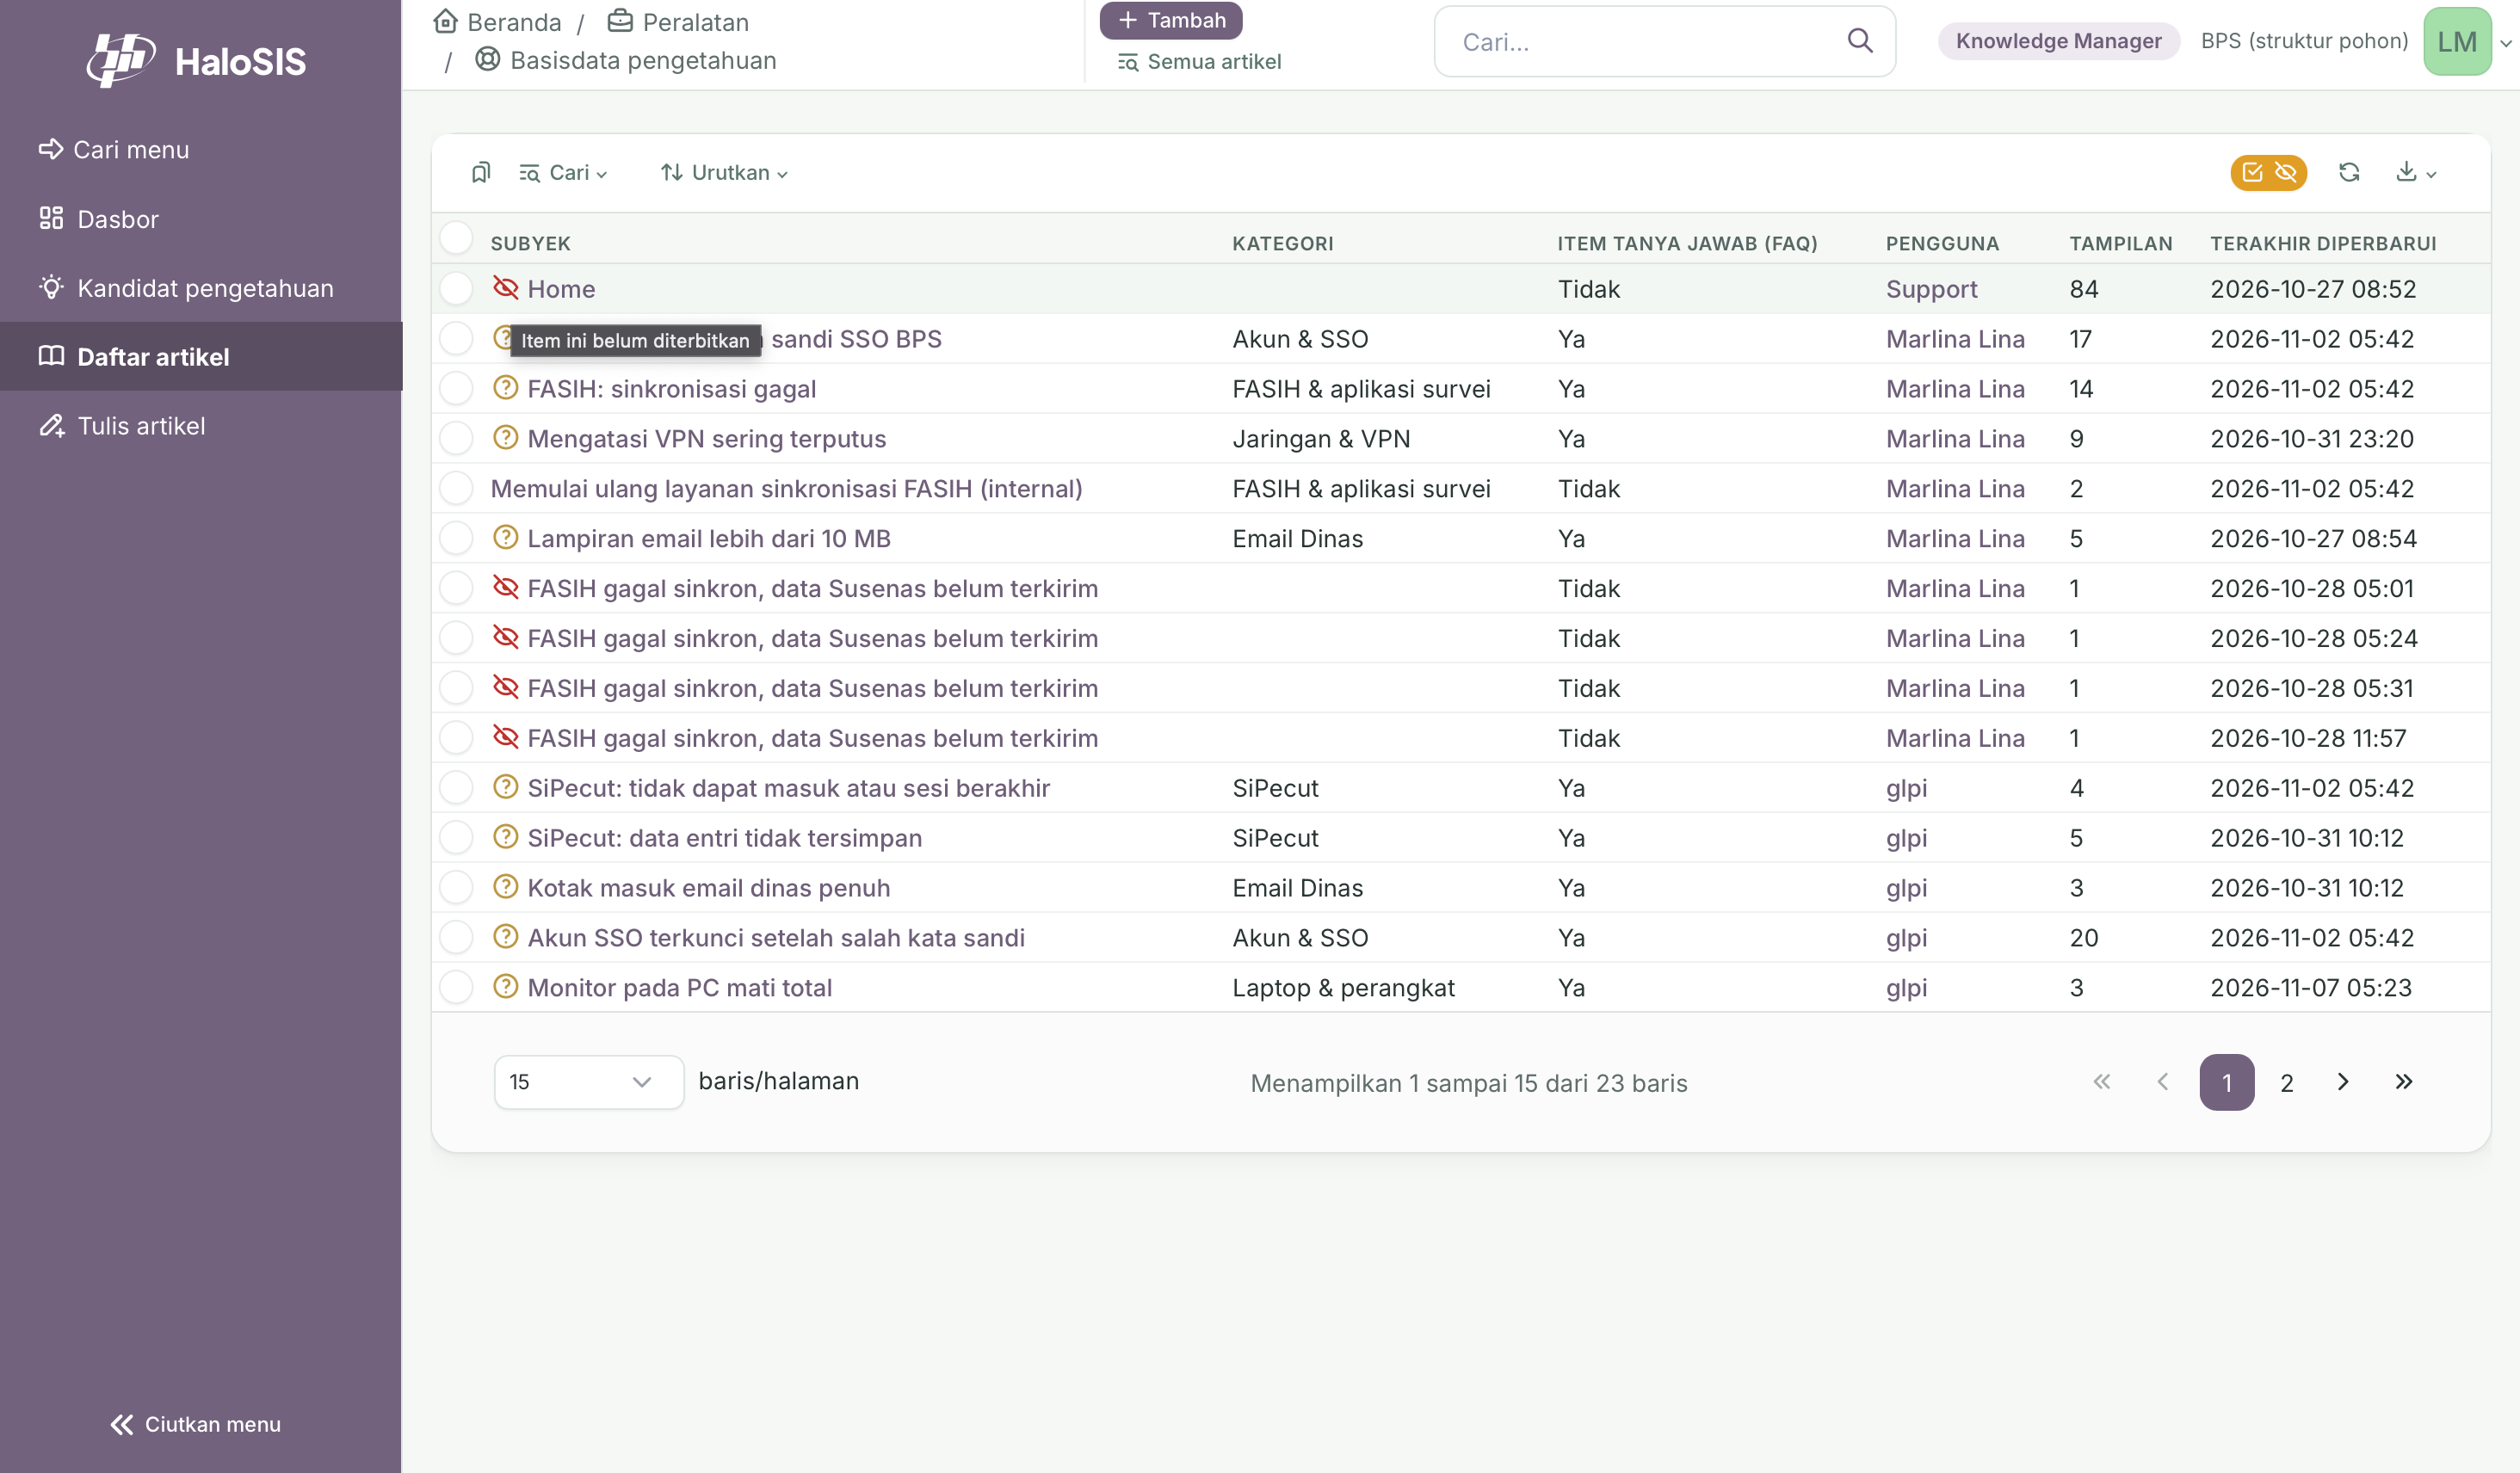 HaloSIS
Cari menu
Dasbor
Kandidat pengetahuan
Daftar artikel
Tulis artikel
Ciutkan menu
Beranda / Peralatan
/ Basisdata pengetahuan
+ Tambah
Semua artikel
Cari...
Knowledge Manager
BPS (struktur pohon)
LM
Cari
Urutkan
SUBYEK KATEGORI ITEM TANYA JAWAB (FAQ) PENGGUNA TAMPILAN TERAKHIR DIPERBARUI
Home Tidak Support 84 2026-10-27 08:52
Item ini belum diterbitkan
sandi SSO BPS Akun & SSO Ya Marlina Lina 17 2026-11-02 05:42
FASIH: sinkronisasi gagal FASIH & aplikasi survei Ya Marlina Lina 14 2026-11-02 05:42
Mengatasi VPN sering terputus Jaringan & VPN Ya Marlina Lina 9 2026-10-31 23:20
Memulai ulang layanan sinkronisasi FASIH (internal) FASIH & aplikasi survei Tidak Marlina Lina 2 2026-11-02 05:42
Lampiran email lebih dari 10 MB Email Dinas Ya Marlina Lina 5 2026-10-27 08:54
FASIH gagal sinkron, data Susenas belum terkirim Tidak Marlina Lina 1 2026-10-28 05:01
FASIH gagal sinkron, data Susenas belum terkirim Tidak Marlina Lina 1 2026-10-28 05:24
FASIH gagal sinkron, data Susenas belum terkirim Tidak Marlina Lina 1 2026-10-28 05:31
FASIH gagal sinkron, data Susenas belum terkirim Tidak Marlina Lina 1 2026-10-28 11:57
SiPecut: tidak dapat masuk atau sesi berakhir SiPecut Ya glpi 4 2026-11-02 05:42
SiPecut: data entri tidak tersimpan SiPecut Ya glpi 5 2026-10-31 10:12
Kotak masuk email dinas penuh Email Dinas Ya glpi 3 2026-10-31 10:12
Akun SSO terkunci setelah salah kata sandi Akun & SSO Ya glpi 20 2026-11-02 05:42
Monitor pada PC mati total Laptop & perangkat Ya glpi 3 2026-11-07 05:23
15 baris/halaman
Menampilkan 1 sampai 15 dari 23 baris
« ‹ 1 2 › »